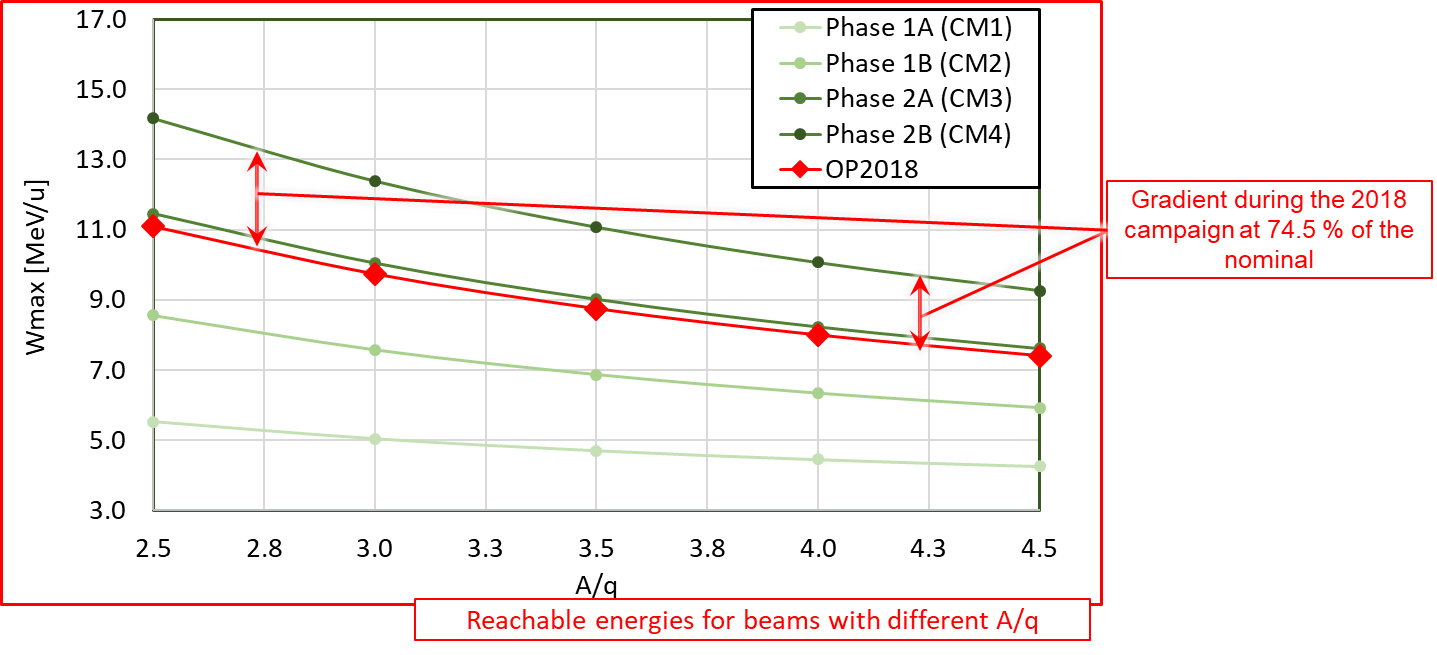 17.0
15.0
13.0
11.0
9.0
7.0
5.0
3.0
Wmax [MeV/u]
Phase 1A (CM1)
Phase 1B (CM2)
Phase 2A (CM3)
Phase 2B (CM4)
OP2018
Gradient during the 2018
campaign at 74.5 % of the
nominal
2.5 2.8 3.0 3.3 3.5 3.8 4.0 4.3 4.5
A/q
Reachable energies for beams with different A/q